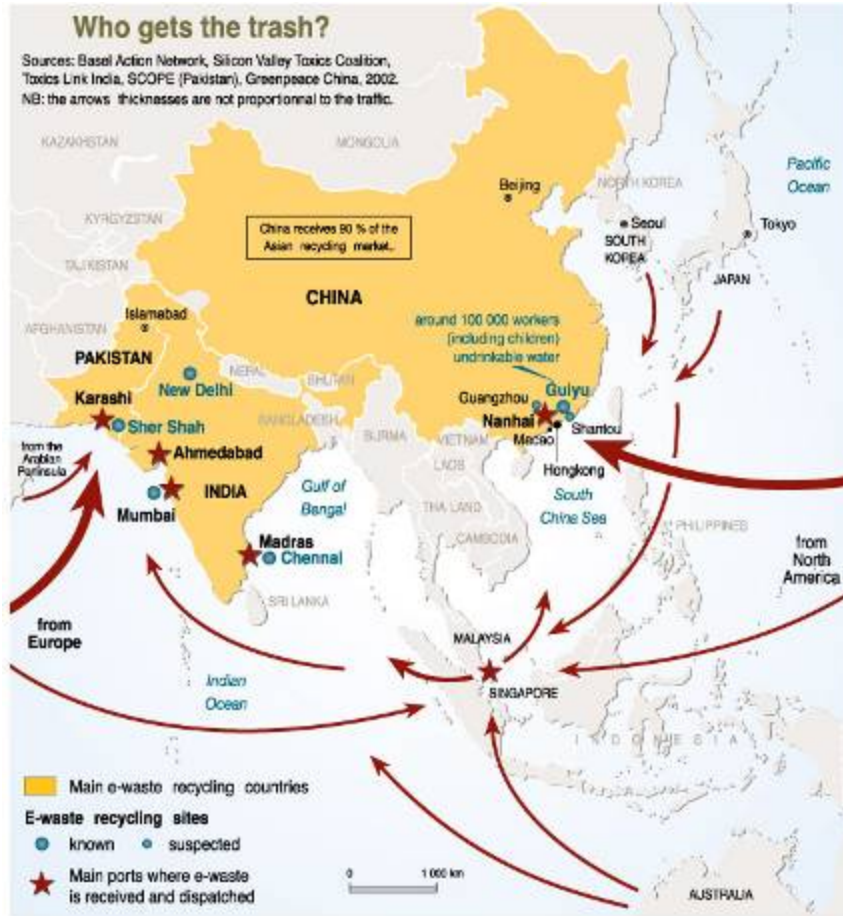 Who gets the trash?
Sources: Basel Action Network, Silicon Valley Toxics Coalition,
Toxics Link India, SCOPE (Pakistan), Greenpeace China, 2002.
NB: the arrows thicknesses are not proportionnal to the traffic.
KAZAKHSTAN
MONGOLIA
Pacific
Ocean
Beijing
NORTH KOREA
KYRGYZSTAN
China receives 90 % of the
Asian recycling market..
Seoul
SOUTH
KOREA
Tokyo
TAJIKISTAN
JAPAN
CHINA
Islamabad
AFGHANISTAN
around 100 000 workers
(including children)
undrinkable water
PAKISTAN
NEPAL
BHUTAN
New Delhi
Karashi
Guangzhou
Guiyu
Sher Shah
BANGLADESH
Nanhai
Shantou
BURMA
VIETNAM
Macao
from the
Arabian
Peninsula
Ahmedabad
LAOS
Hongkong
INDIA
Gulf of
Bengal
South
China Sea
Mumbai
THAILAND
PHILIPPINES
Madras
Chennai
CAMBODIA
from
North
America
SRI LANKA
from
Europe
MALAYSIA
Indian
Ocean
SINGAPORE
INDONESIA
Main e-waste recycling countries
E-waste recycling sites
known
suspected
Main ports where e-waste
is received and dispatched
0
1 000 km
AUSTRALIA